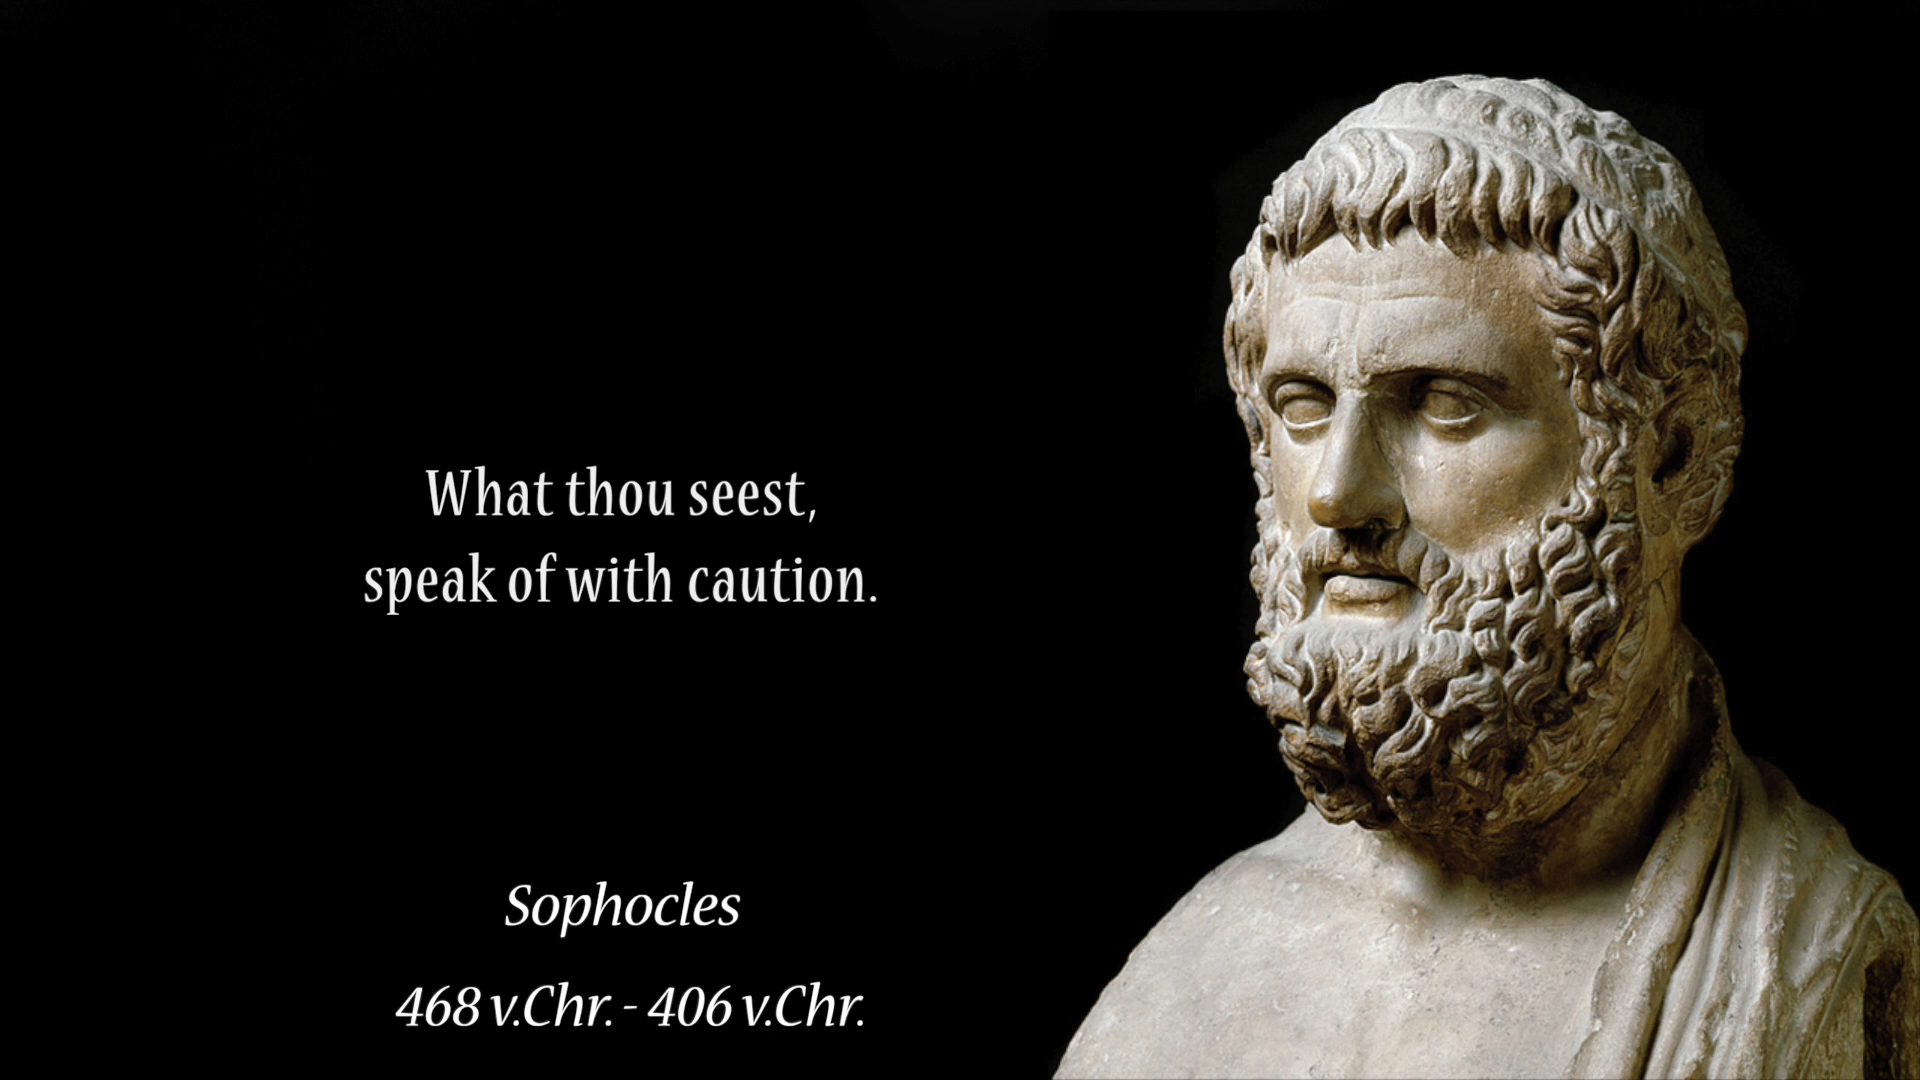 What thou seest,
speak of with caution.
Sophocles
468 v.Chr. - 406 v.Chr.